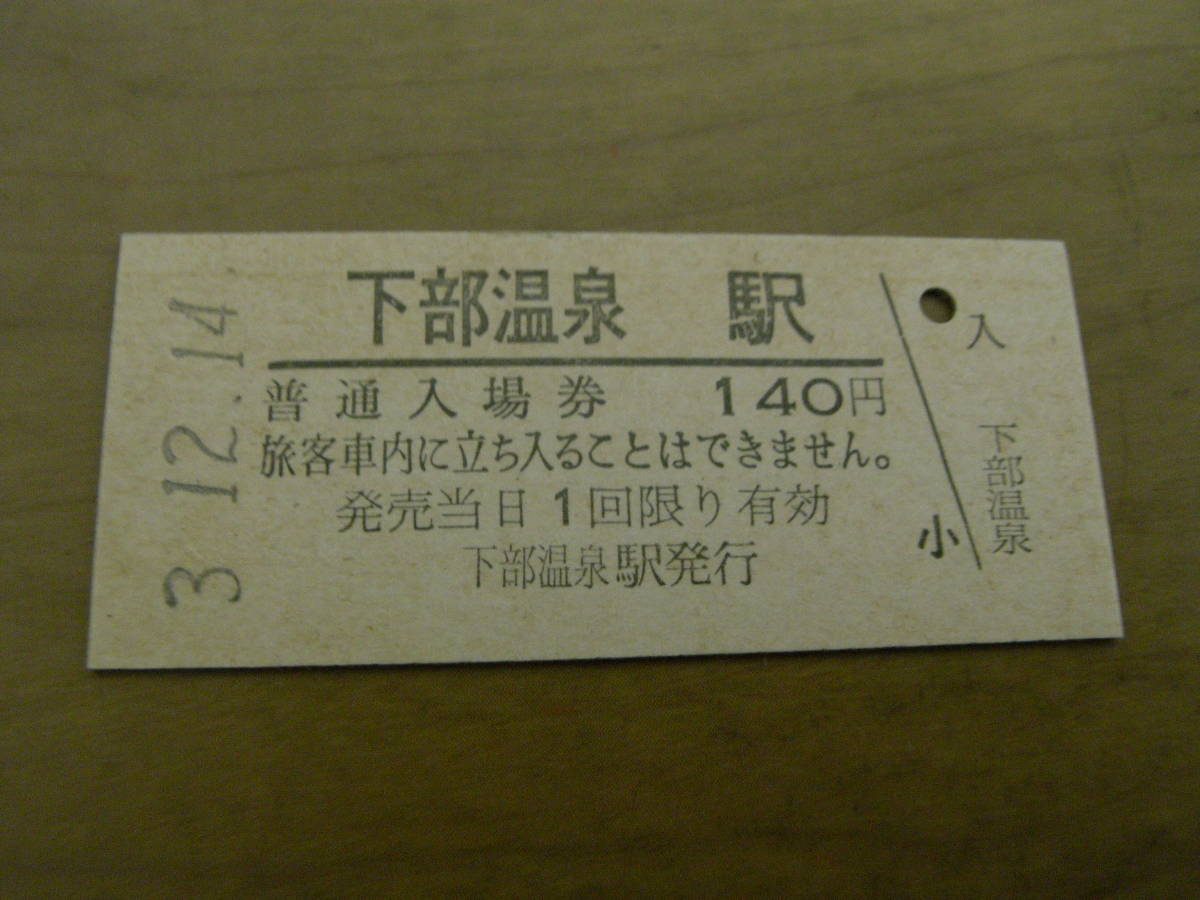 3.12.14
下部温泉 駅
普通入場券 140円
旅客車内に立ち入ることはできません。
発売当日1回限り有効
下部温泉駅発行
小
入
下部温泉